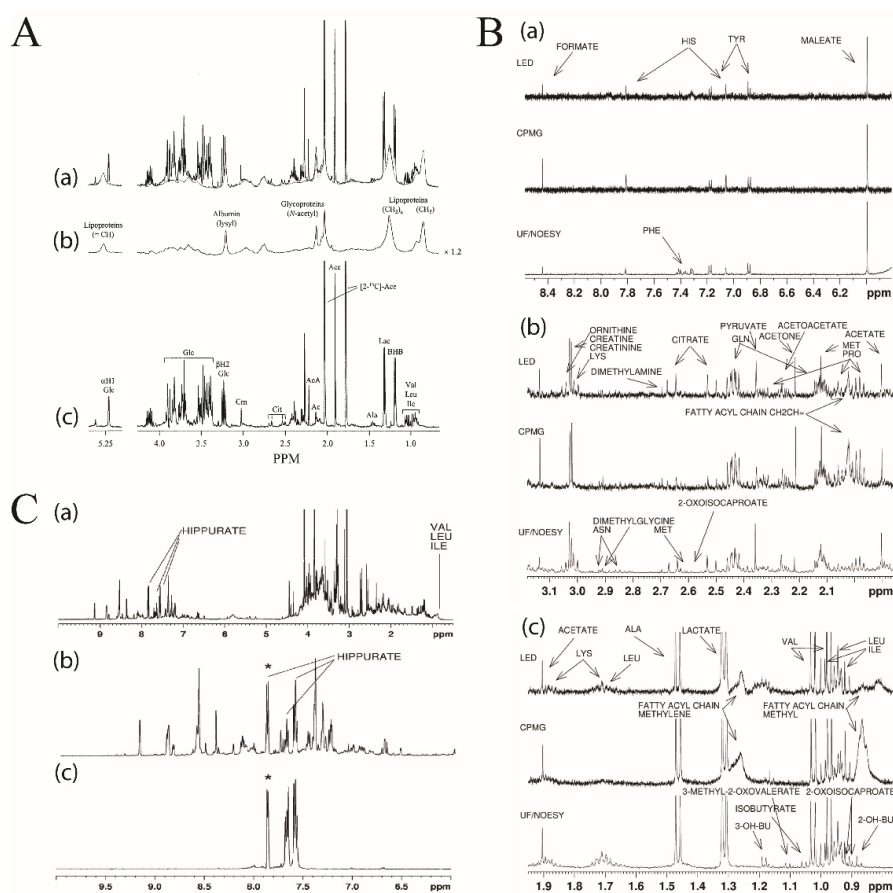 A
(a)
Lipoproteins
(= CH)
Albumin
(lysyl)
Glycoproteins
(N-acetyl)
Lipoproteins
(CH2)n
(CH3)
(b)
× 1.2
Ace
[2-13C]-Ace
Glc
αH1
Glc
βH2
Glc
Crn
Cit
AcA
Ac
Lac
BHB
Ala
Val
Leu
Ile
(c)
5.25 4.0 3.0 2.0 1.0
PPM
B
(a)
FORMATE HIS TYR MALEATE
LED
CPMG
UF/NOESY
PHE
8.4 8.2 8.0 7.8 7.6 7.4 7.2 7.0 6.8 6.6 6.4 6.2 ppm
(b)
LED
ORNITHINE
CREATINE
CREATININE
LYS
DIMETHYLAMINE
CITRATE
PYRUVATE
GLN
ACETOACETATE
ACETONE
ACETATE
MET
PRO
FATTY ACYL CHAIN CH2CH=
CPMG
2-OXOISOCAPROATE
UF/NOESY
DIMETHYLGLYCINE
ASN
MET
3.1 3.0 2.9 2.8 2.7 2.6 2.5 2.4 2.3 2.2 2.1 ppm
(c)
ACETATE ALA LACTATE VAL LEU
ILE
LYS LEU
LED
FATTY ACYL CHAIN
METHYLENE
FATTY ACYL CHAIN
METHYL
CPMG
3-METHYL-2-OXOVALERATE 2-OXOISOCAPROATE
ISOBUTYRATE
3-OH-BU
2-OH-BU
UF/NOESY
1.9 1.8 1.7 1.6 1.5 1.4 1.3 1.2 1.1 1.0 0.9 ppm
C
(a)
HIPPURATE
VAL
LEU
ILE
9 8 7 6 5 4 3 2 1 ppm
(b)
*
HIPPURATE
(c)
*
9.5 9.0 8.5 8.0 7.5 7.0 6.5 6.0 ppm